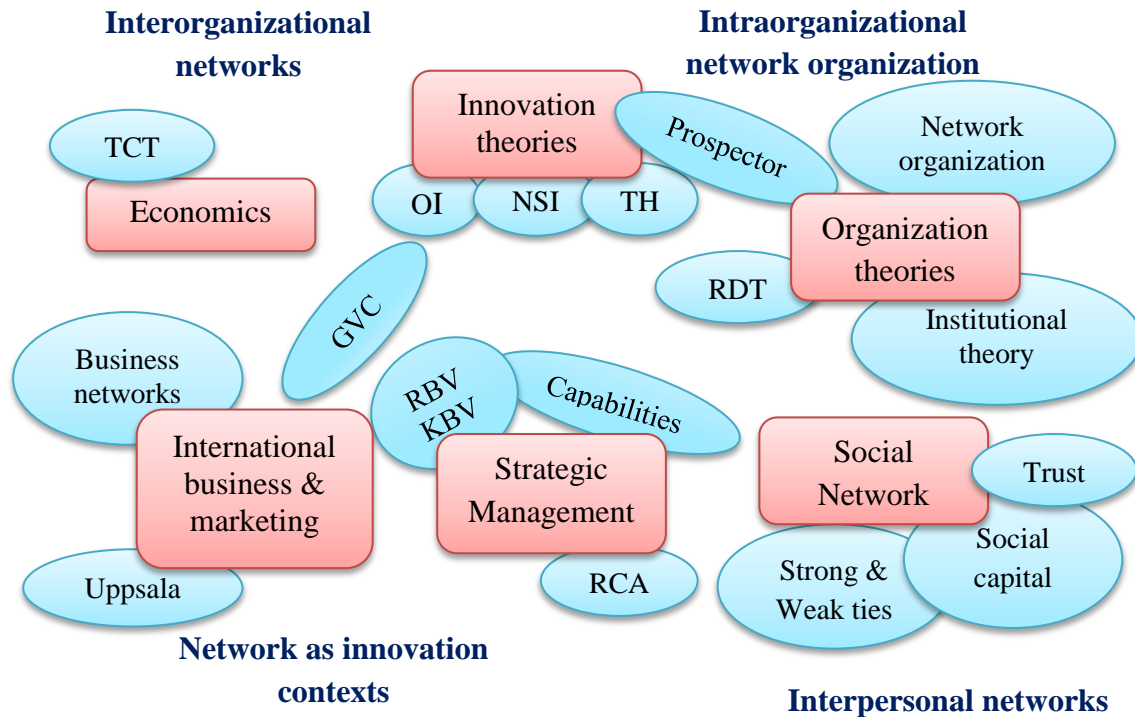 Interorganizational
networks
Intraorganizational
network organization
Innovation
theories
Prospector
Network
organization
TCT
Economics
OI
NSI
TH
Organization
theories
RDT
Institutional
theory
GVC
Business
networks
RBV
KBV
Capabilities
International
business &
marketing
Strategic
Management
Social
Network
Trust
Uppsala
RCA
Strong &
Weak ties
Social
capital
Network as innovation
contexts
Interpersonal networks